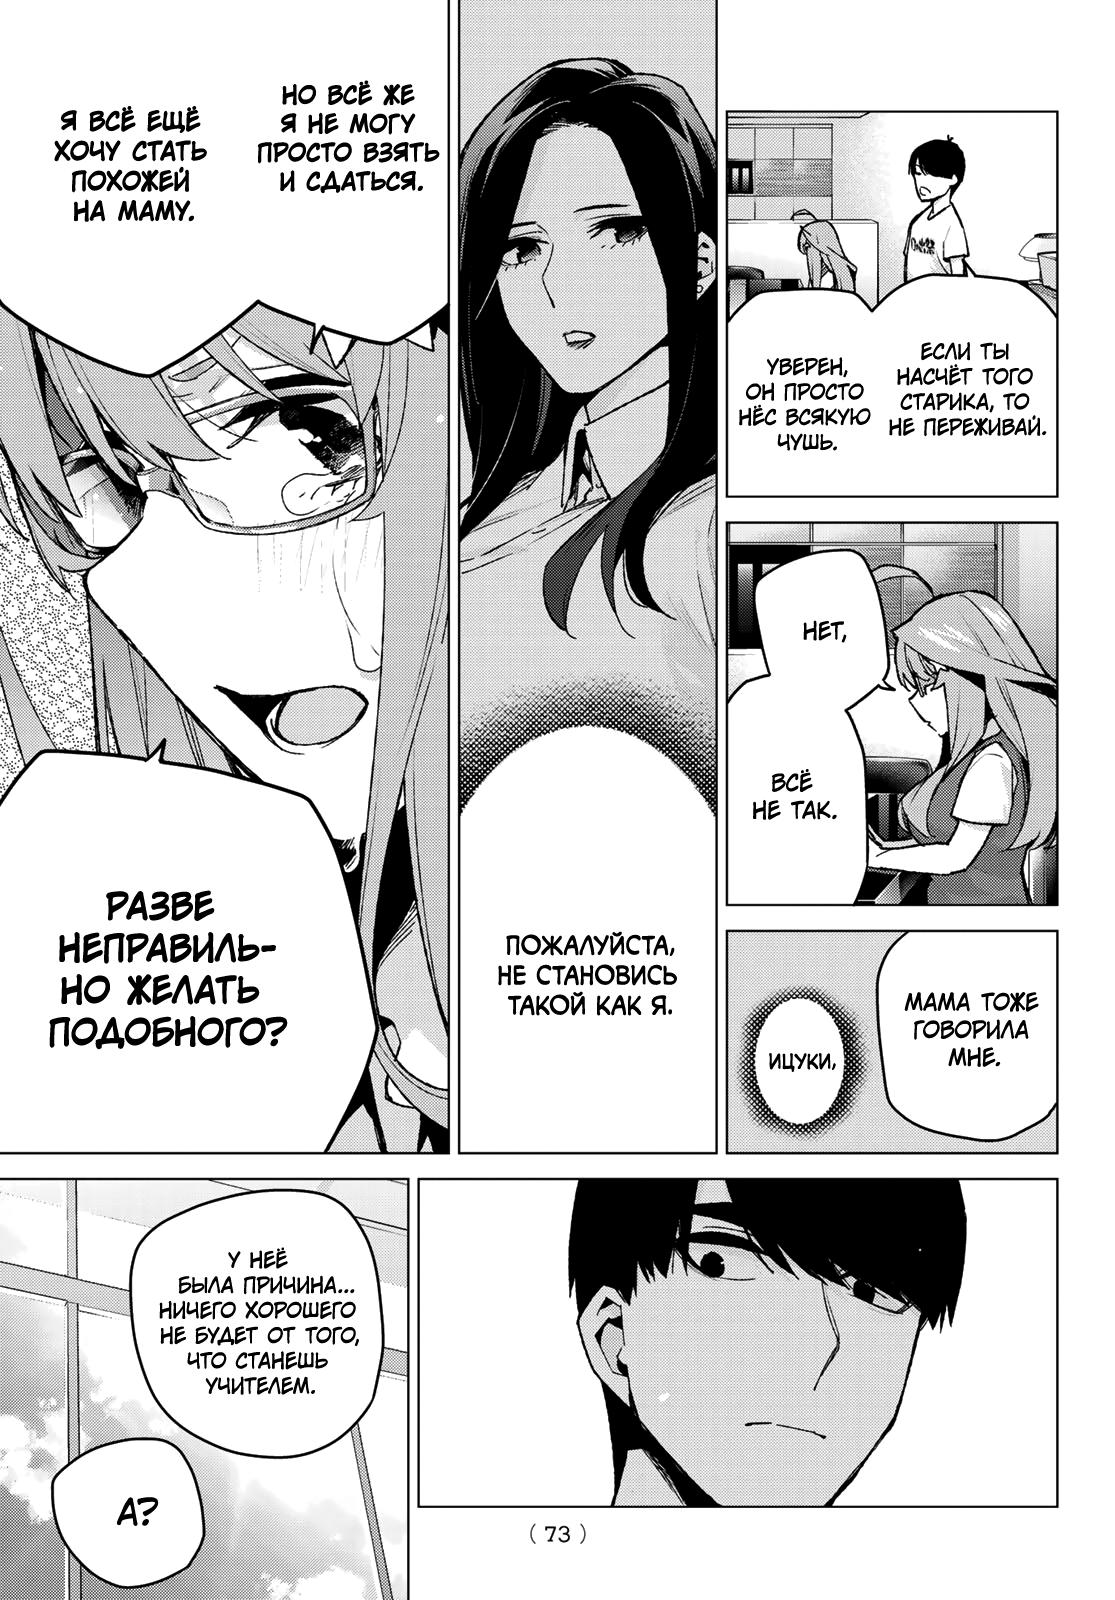 ЕСЛИ ТЫ
НАСЧЁТ ТОГО
СТАРИКА, ТО
НЕ ПЕРЕЖИВАЙ.
УВЕРЕН,
ОН ПРОСТО
НЁС ВСЯКУЮ
ЧУШЬ.
НЕТ,
ВСЁ
НЕ ТАК.
МАМА ТОЖЕ
ГОВОРИЛА
МНЕ.
ИЦУКИ,
ПОЖАЛУЙСТА,
НЕ СТАНОВИСЬ
ТАКОЙ КАК Я.
НО ВСЁ ЖЕ
Я НЕ МОГУ
ПРОСТО ВЗЯТЬ
И СДАТЬСЯ.
Я ВСЁ ЕЩЁ
ХОЧУ СТАТЬ
ПОХОЖЕЙ
НА МАМУ.
РАЗВЕ
НЕПРАВИЛЬ-
НО ЖЕЛАТЬ
ПОДОБНОГО?
У НЕЁ
БЫЛА ПРИЧИНА...
НИЧЕГО ХОРОШЕГО
НЕ БУДЕТ ОТ ТОГО,
ЧТО СТАНЕШЬ
УЧИТЕЛЕМ.
А?
( 73 )